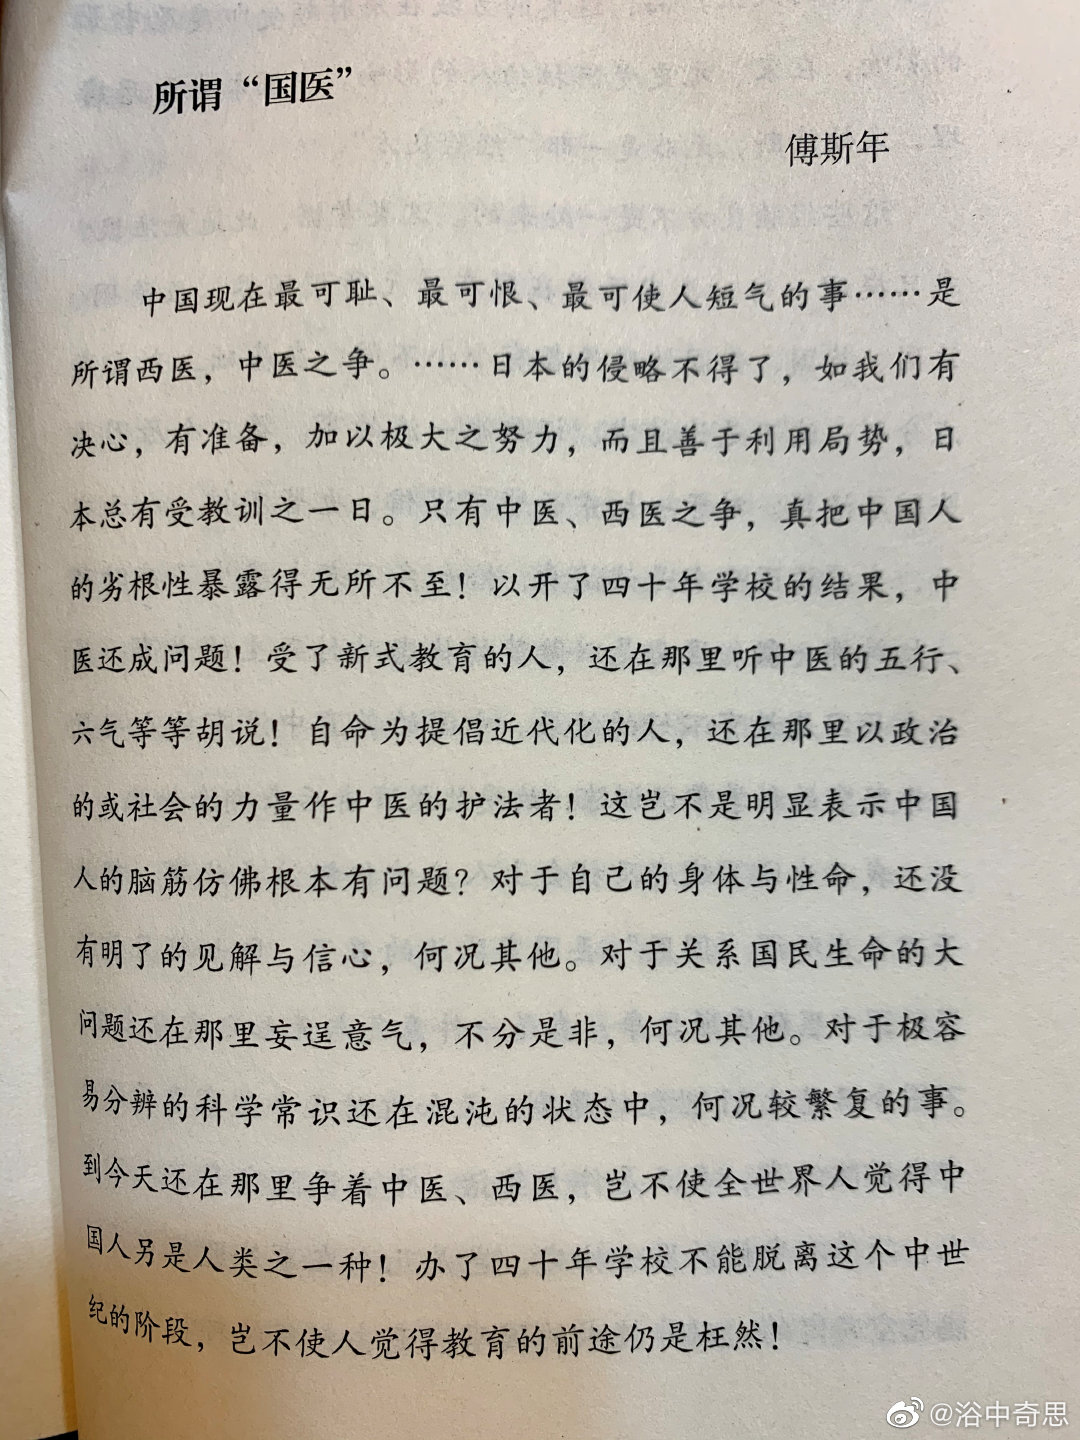 所谓“国医”
傅斯年
中国现在最可耻、最可恨、最可使人短气的事……是
所谓西医，中医之争。……日本的侵略不得了，如我们有
决心，有准备，加以极大之努力，而且善于利用局势，日
本总有受教训之一日。只有中医、西医之争，真把中国人
的劣根性暴露得无所不至！以开了四十年学校的结果，中
医还成问题！受了新式教育的人，还在那里听中医的五行、
六气等等胡说！自命为提倡近代化的人，还在那里以政治
的或社会的力量作中医的护法者！这岂不是明显表示中国
人的脑筋仿佛根本有问题？对于自己的身体与性命，还没
有明了的见解与信心，何况其他。对于关系国民生命的大
问题还在那里妄逞意气，不分是非，何况其他。对于极容
易分辨的科学常识还在混沌的状态中，何况较繁复的事。
到今天还在那里争着中医、西医，岂不使全世界人觉得中
国人另是人类之一种！办了四十年学校不能脱离这个中世
纪的阶段，岂不使人觉得教育的前途仍是枉然！
@浴中奇思